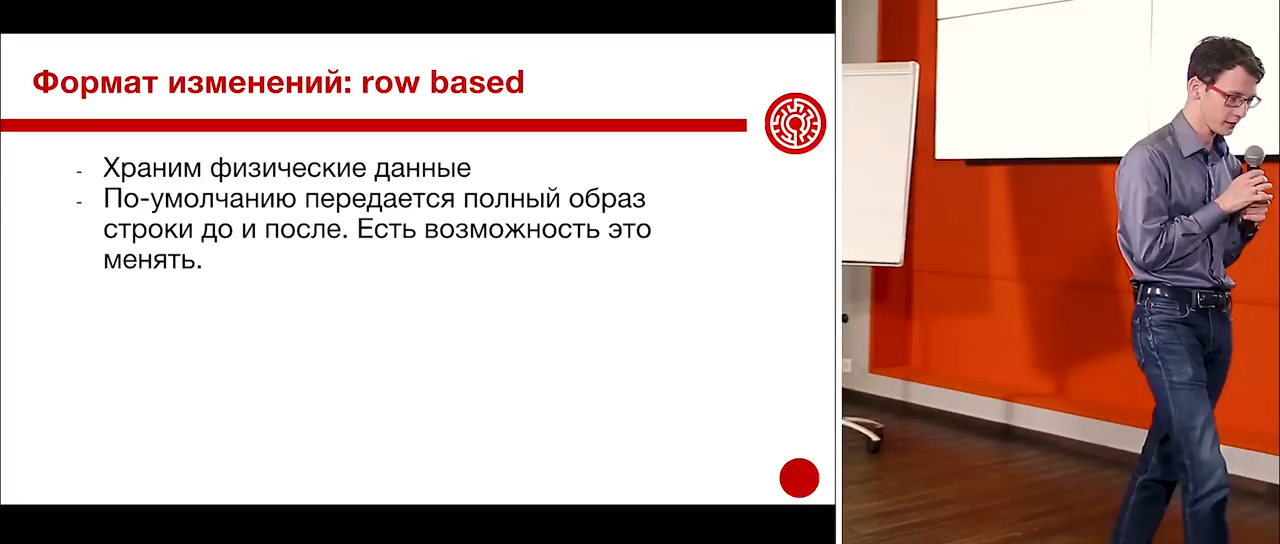 Формат изменений: row based
- Храним физические данные
- По-умолчанию передается полный образ
строки до и после. Есть возможность это
менять.